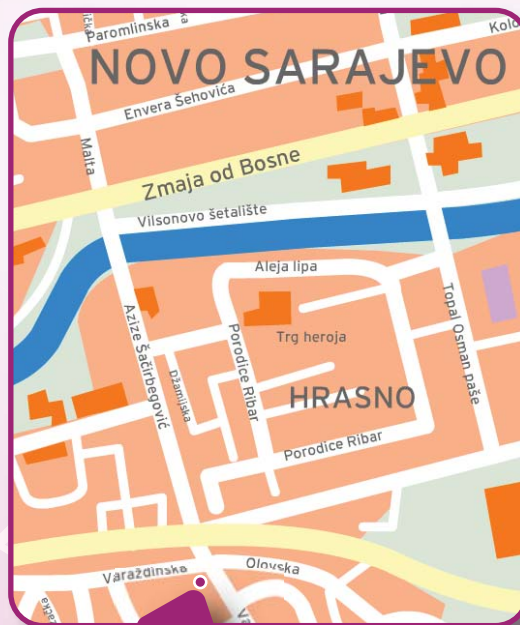 Paromlinska
NOVO SARAJEVO
Envera Šehovića
Malta
Zmaja od Bosne
Vilsonovo šetalište
Aleja lipa
Azize Šaćirbegović
Porodice Ribar
Trg heroja
Topal Osman paše
Džamijska
HRASNO
Porodice Ribar
Varaždinska
Olovska